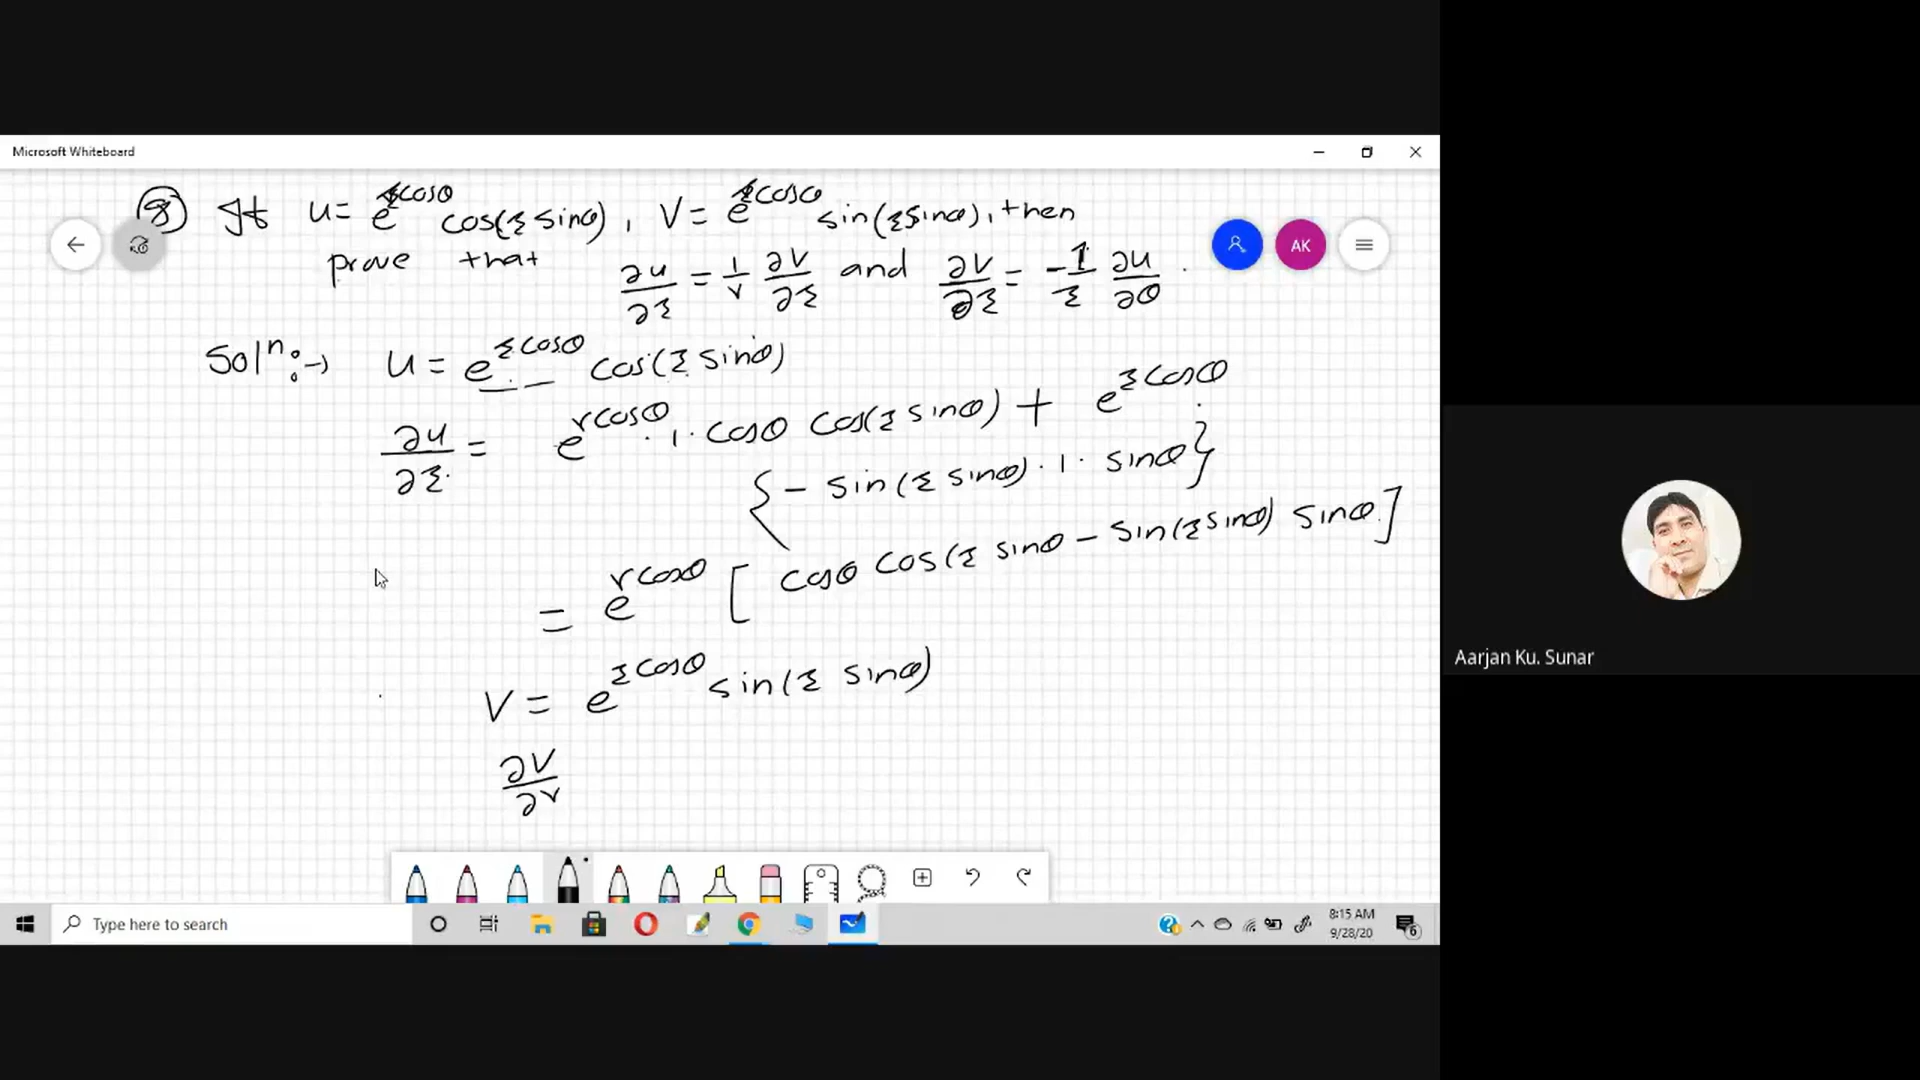 Microsoft Whiteboard
⑧ If u = e^{r cosθ} cos(r sinθ), V = e^{r cosθ} sin(r sinθ), then
prove that ∂u/∂r = 1/r ∂V/∂r and ∂V/∂r = -1/r ∂u/∂θ.
AK
Solⁿ:→ u = e^{r cosθ} cos(r sinθ)
∂u/∂r = e^{r cosθ} · 1 · cosθ cos(r sinθ) + e^{r cosθ} ·
{ - sin(r sinθ) · 1 · sinθ }
= e^{r cosθ} [ cosθ cos(r sinθ - sin(r sinθ) sinθ ]
V = e^{r cosθ} sin(r sinθ)
∂V/∂r
Aarjan Ku. Sunar
Type here to search
8:15 AM
9/28/20
6